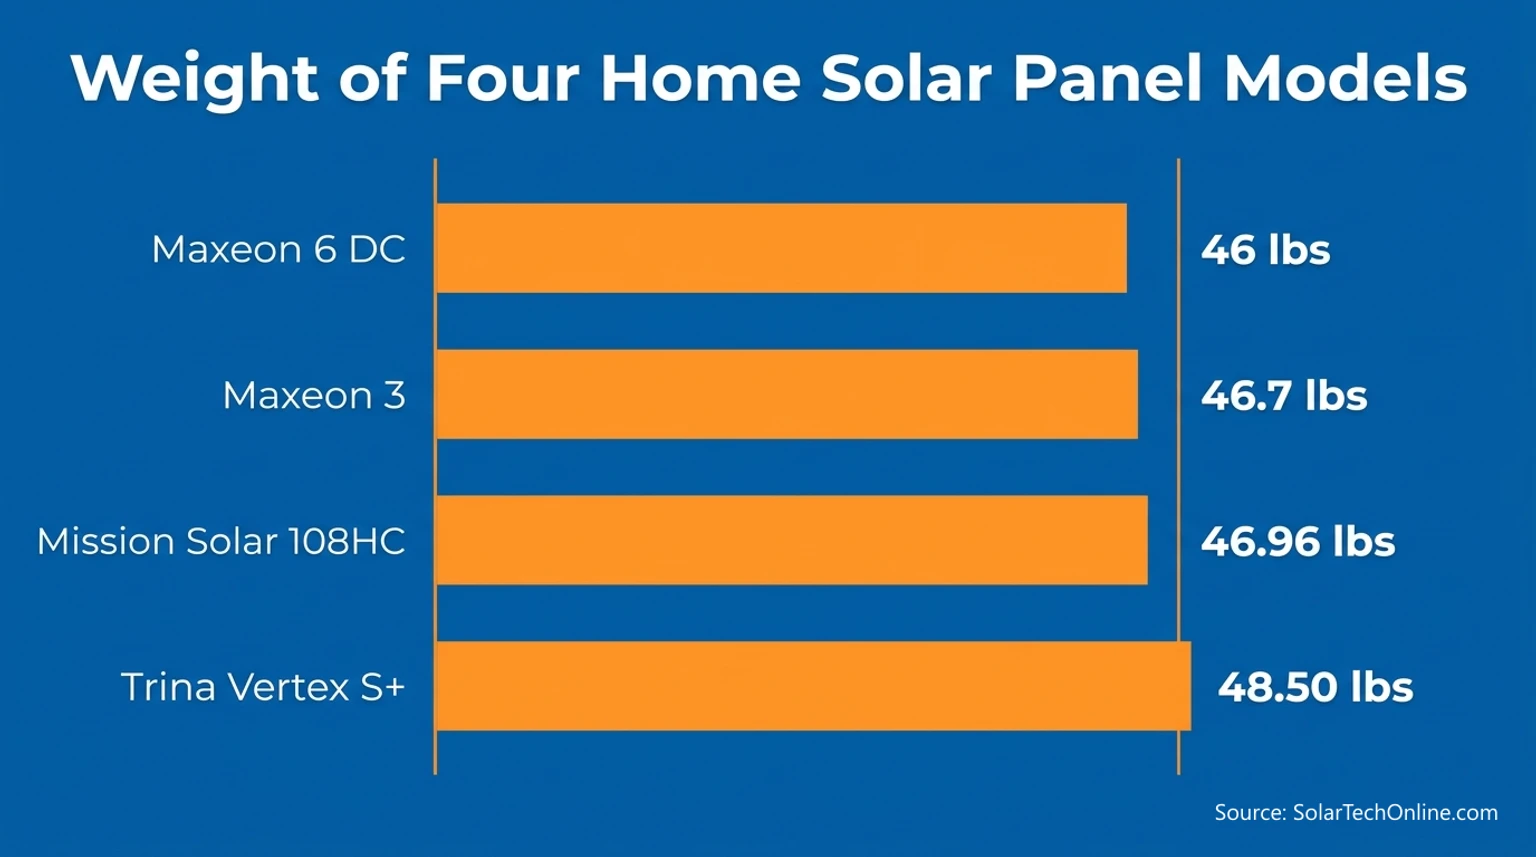 Weight of Four Home Solar Panel Models
Maxeon 6 DC 46 lbs
Maxeon 3 46.7 lbs
Mission Solar 108HC 46.96 lbs
Trina Vertex S+ 48.50 lbs
Source: SolarTechOnline.com